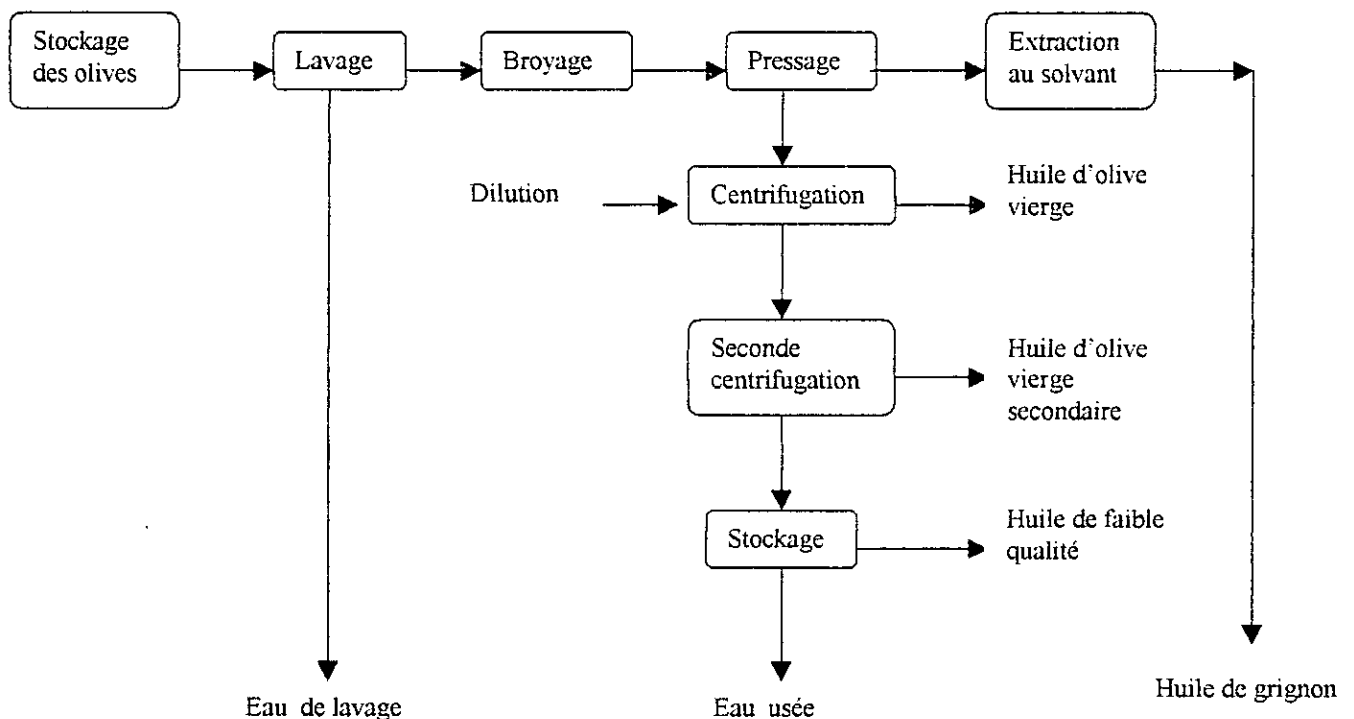 Stockage
des olives
Lavage
Broyage
Pressage
Extraction
au solvant
Dilution
Centrifugation
Huile d'olive
vierge
Seconde
centrifugation
Huile d'olive
vierge
secondaire
Stockage
Huile de faible
qualité
Eau de lavage
Eau usée
Huile de grignon